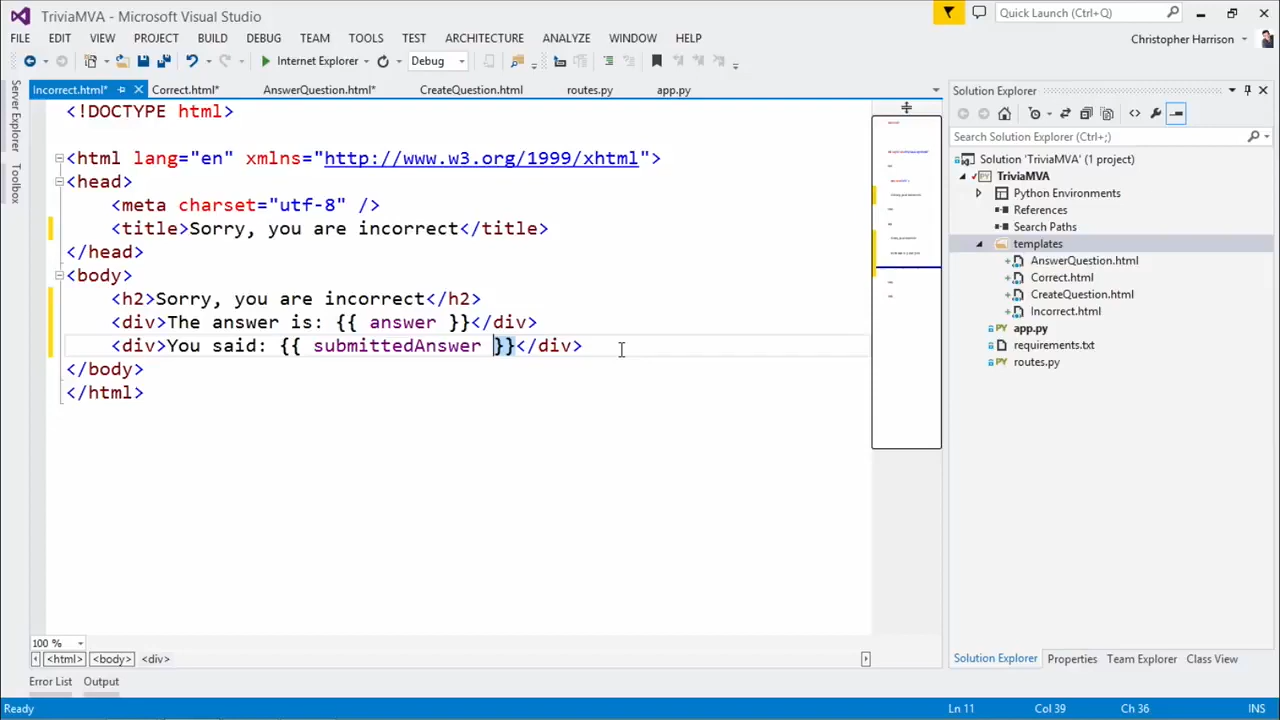 TriviaMVA - Microsoft Visual Studio
Quick Launch (Ctrl+Q)
FILE EDIT VIEW PROJECT BUILD DEBUG TEAM TOOLS TEST ARCHITECTURE ANALYZE WINDOW HELP
Christopher Harrison
Internet Explorer
Debug
Server Explorer
Toolbox
Incorrect.html* Correct.html* AnswerQuestion.html* CreateQuestion.html routes.py app.py
<!DOCTYPE html>
<html lang="en" xmlns="http://www.w3.org/1999/xhtml">
<head>
<meta charset="utf-8" />
<title>Sorry, you are incorrect</title>
</head>
<body>
<h2>Sorry, you are incorrect</h2>
<div>The answer is: {{ answer }}</div>
<div>You said: {{ submittedAnswer }}</div>
</body>
</html>
100 %
<html> <body> <div>
Error List Output
Solution Explorer
Search Solution Explorer (Ctrl+;)
Solution 'TriviaMVA' (1 project)
TriviaMVA
Python Environments
References
Search Paths
templates
AnswerQuestion.html
Correct.html
CreateQuestion.html
Incorrect.html
app.py
requirements.txt
routes.py
Solution Explorer Properties Team Explorer Class View
Ready Ln 11 Col 39 Ch 36 INS